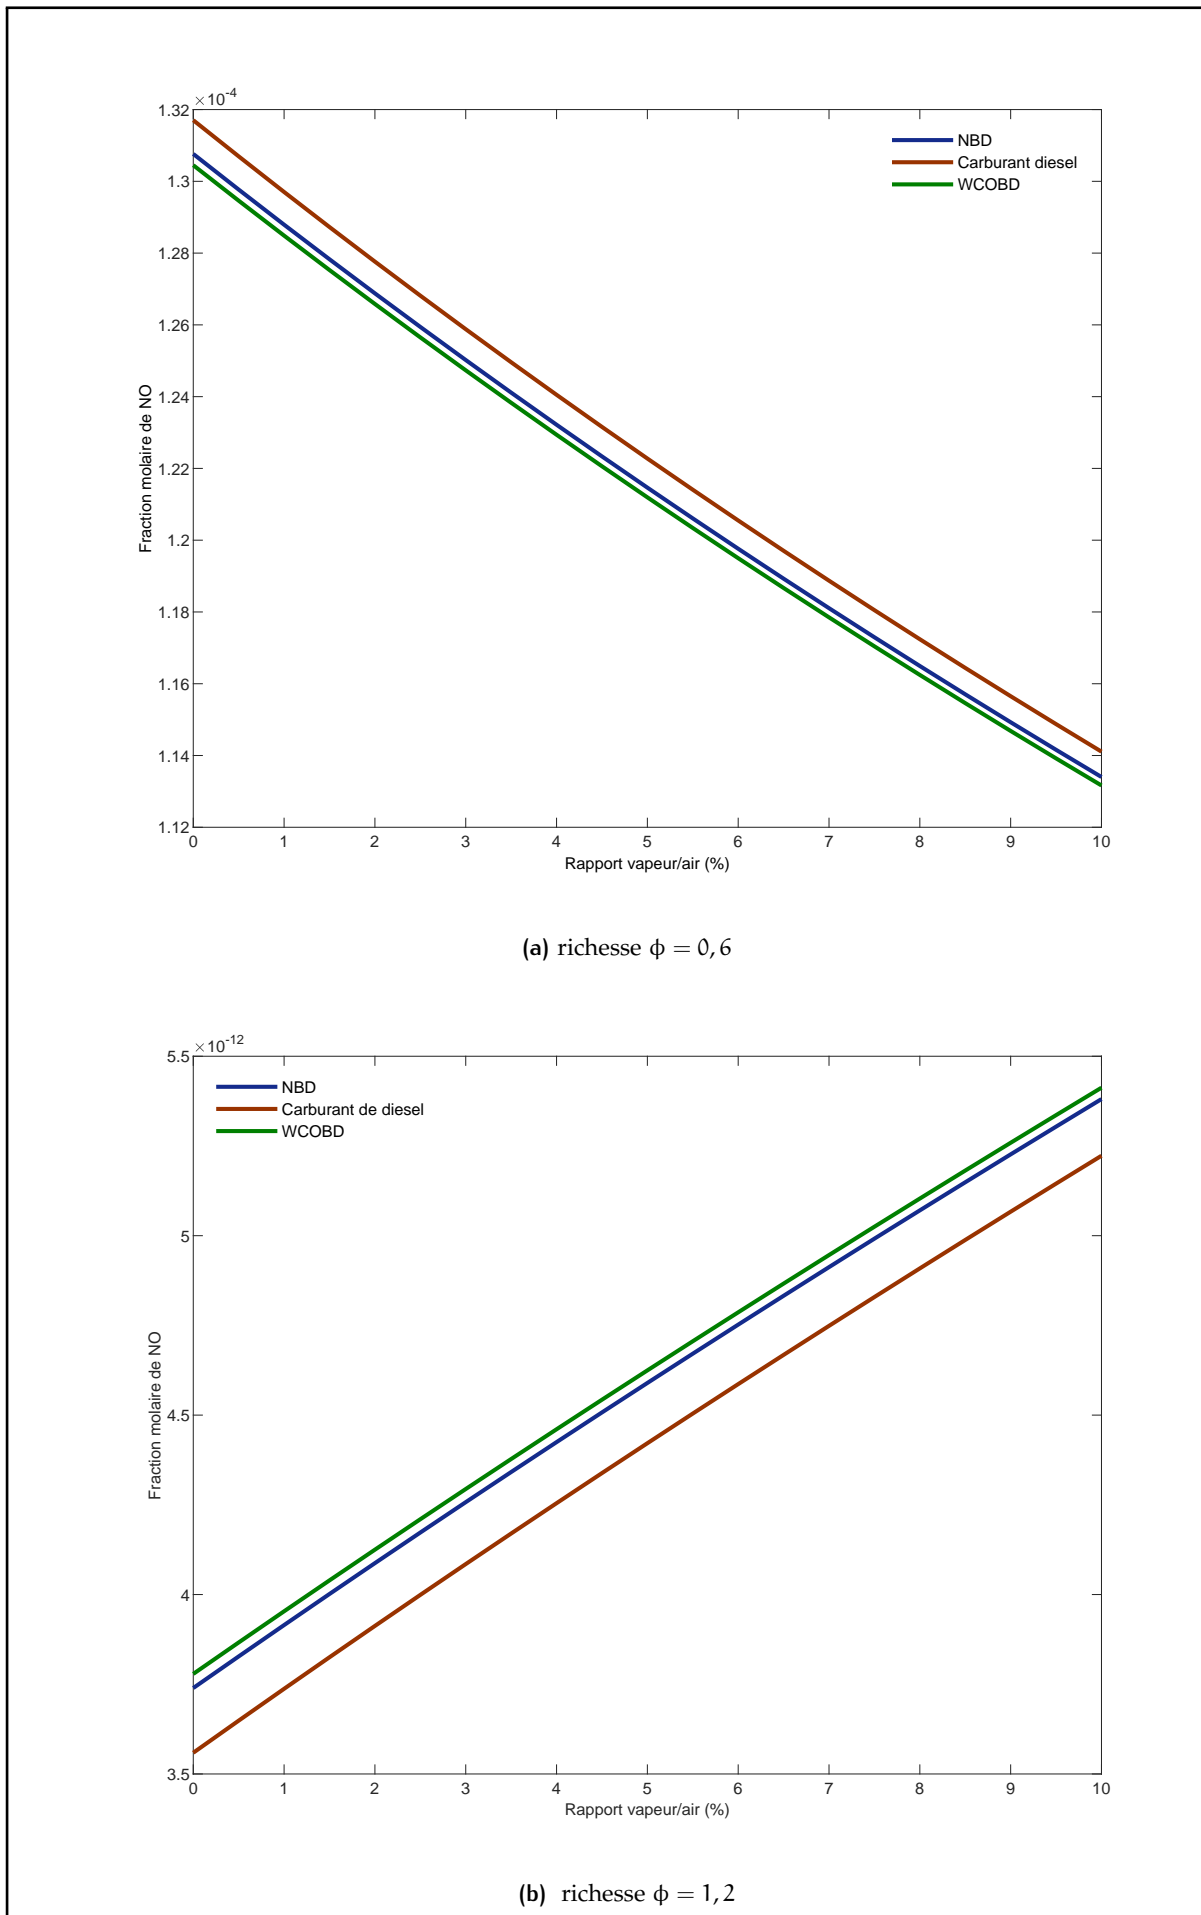 ×10-4
1.32
1.3
1.28
1.26
1.24
1.22
1.2
1.18
1.16
1.14
1.12
Fraction molaire de NO
NBD
Carburant diesel
WCOBD
0 1 2 3 4 5 6 7 8 9 10
Rapport vapeur/air (%)
(a) richesse ϕ = 0, 6
×10-12
5.5
5
4.5
4
3.5
Fraction molaire de NO
NBD
Carburant de diesel
WCOBD
0 1 2 3 4 5 6 7 8 9 10
Rapport vapeur/air (%)
(b) richesse ϕ = 1, 2